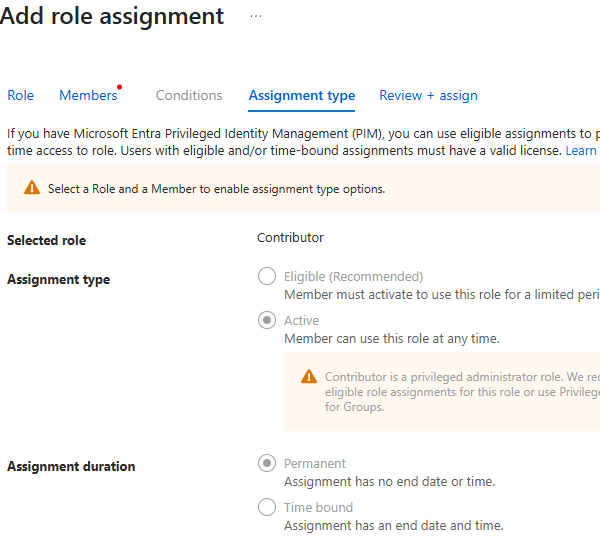 Add role assignment ...
Role Members Conditions Assignment type Review + assign
If you have Microsoft Entra Privileged Identity Management (PIM), you can use eligible assignments to
time access to role. Users with eligible and/or time-bound assignments must have a valid license. Learn
Select a Role and a Member to enable assignment type options.
Selected role Contributor
Assignment type Eligible (Recommended)
Member must activate to use this role for a limited
Active
Member can use this role at any time.
Contributor is a privileged administrator role. We
eligible role assignments for this role or use
for Groups.
Assignment duration Permanent
Assignment has no end date or time.
Time bound
Assignment has an end date and time.